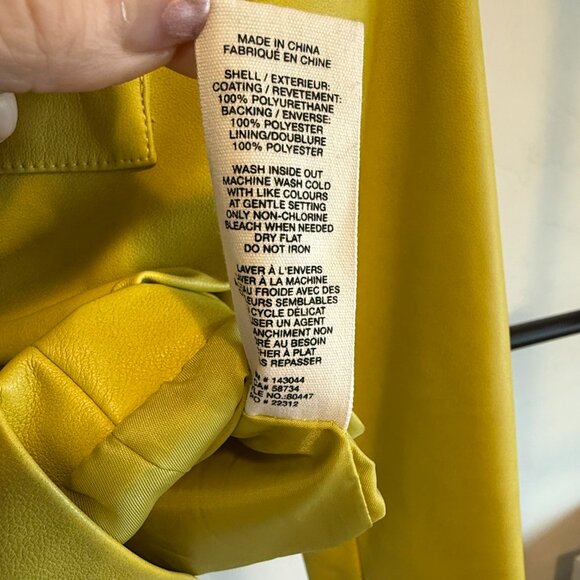 MADE IN CHINA
FABRIQUÉ EN CHINE
SHELL / EXTERIEUR:
COATING / REVETEMENT:
100% POLYURETHANE
BACKING / ENVERSE:
100% POLYESTER
LINING/DOUBLURE
100% POLYESTER
WASH INSIDE OUT
MACHINE WASH COLD
WITH LIKE COLOURS
AT GENTLE SETTING
ONLY NON-CHLORINE
BLEACH WHEN NEEDED
DRY FLAT
DO NOT IRON
LAVER À L'ENVERS
LAVER À LA MACHINE
EAU FROIDE AVEC DES
SEMBLABLES
CYCLE DÉLICAT
UN AGENT
NON
AU BESOIN
À PLAT
REPASSER
# 143044
# 58734
NO.:80447
# 22312